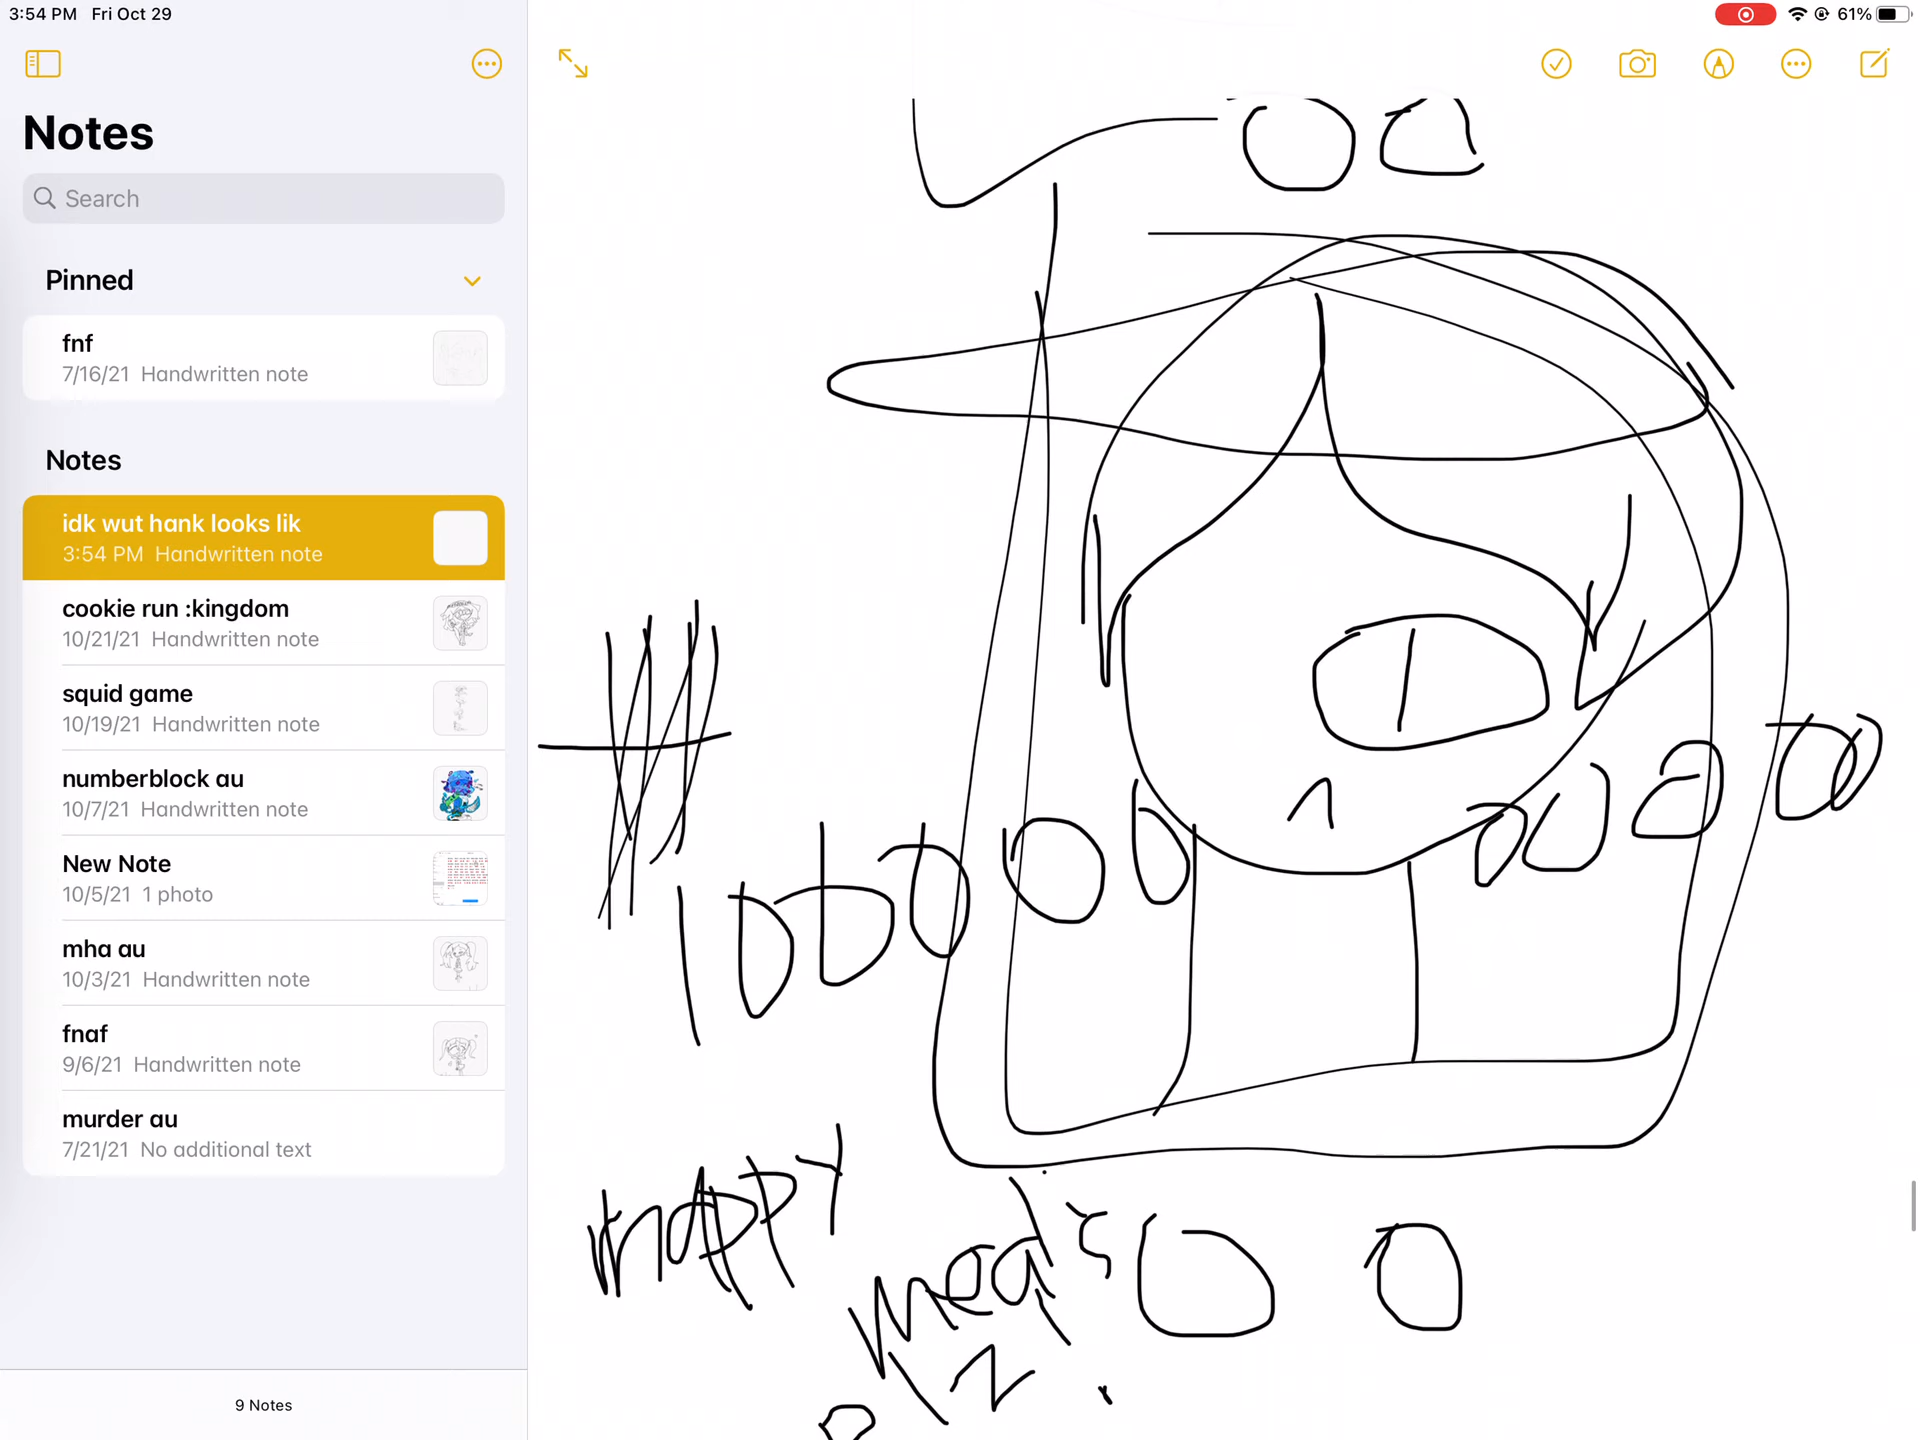 3:54 PM Fri Oct 29
61%
Notes
Search
Pinned
fnf
7/16/21 Handwritten note
Notes
idk wut hank looks lik
3:54 PM Handwritten note
cookie run :kingdom
10/21/21 Handwritten note
squid game
10/19/21 Handwritten note
numberblock au
10/7/21 Handwritten note
New Note
10/5/21 1 photo
mha au
10/3/21 Handwritten note
fnaf
9/6/21 Handwritten note
murder au
7/21/21 No additional text
9 Notes
happy
meal's